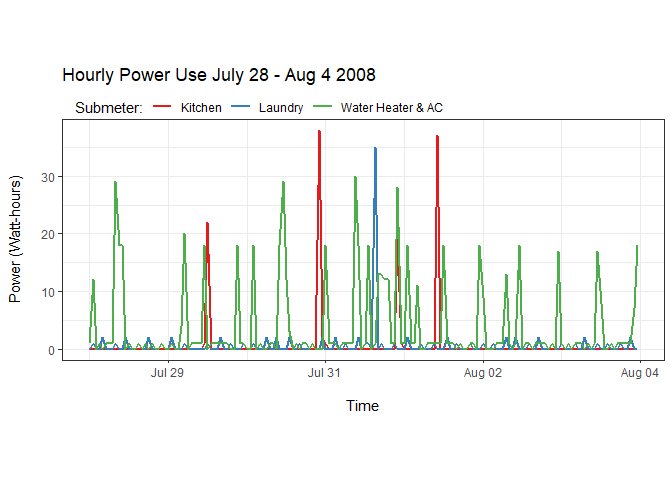 Hourly Power Use July 28 - Aug 4 2008
Submeter: Kitchen Laundry Water Heater & AC
Power (Watt-hours)
30
20
10
0
Jul 29 Jul 31 Aug 02 Aug 04
Time